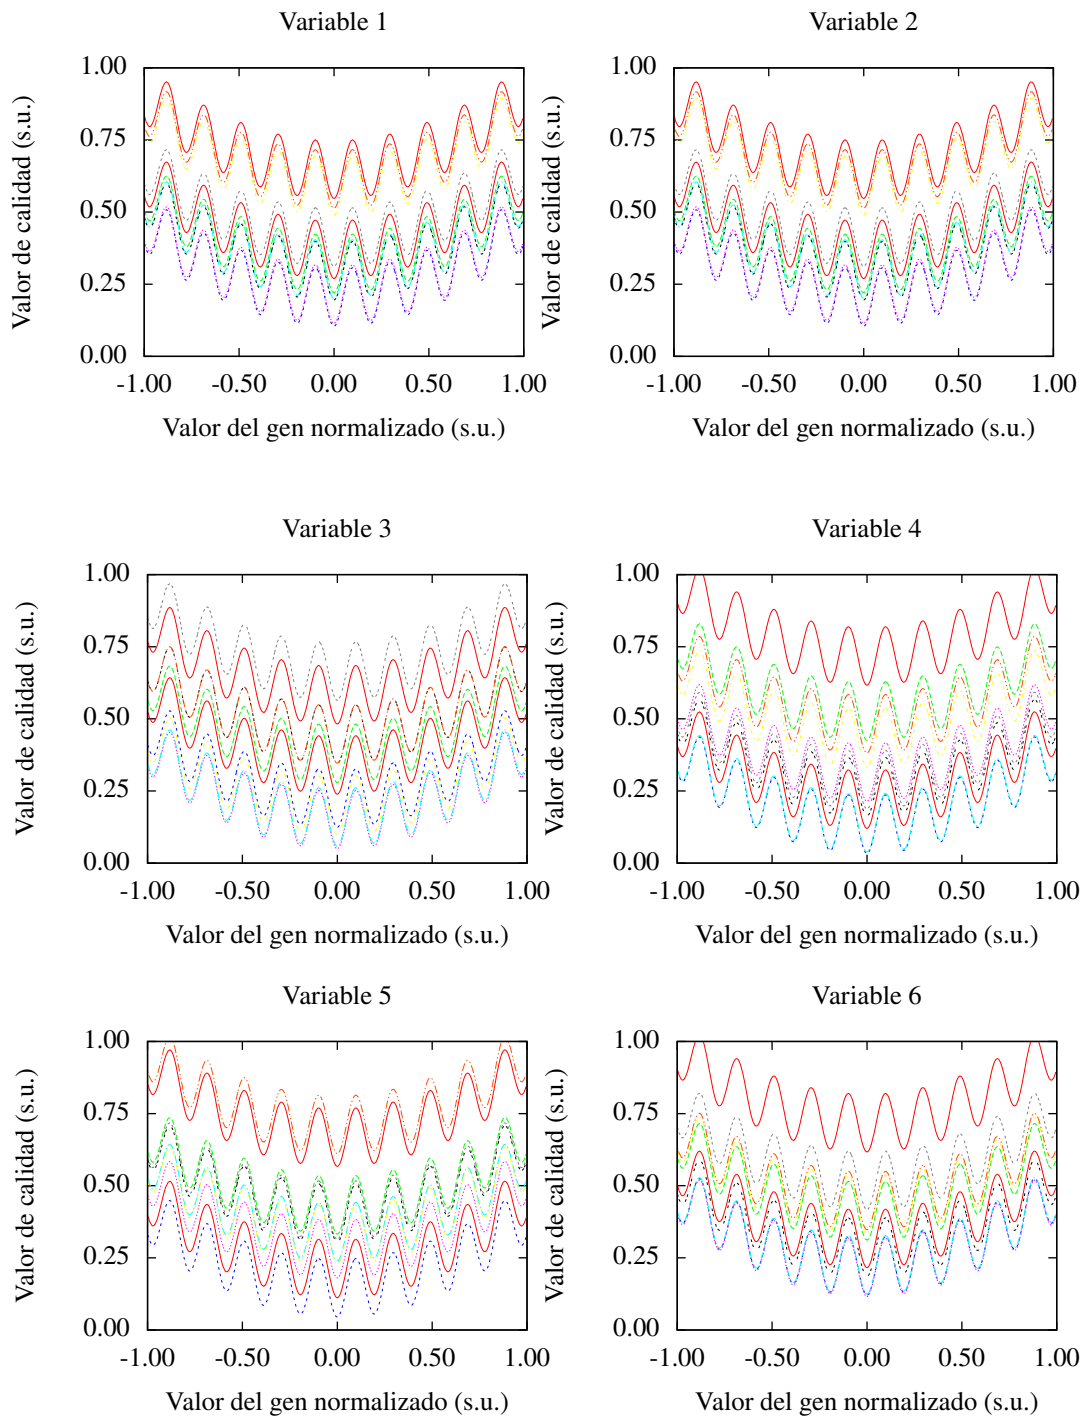 Variable 1
Valor de calidad (s.u.)
1.00
0.75
0.50
0.25
0.00
-1.00 -0.50 0.00 0.50 1.00
Valor del gen normalizado (s.u.)
Variable 2
Valor de calidad (s.u.)
1.00
0.75
0.50
0.25
0.00
-1.00 -0.50 0.00 0.50 1.00
Valor del gen normalizado (s.u.)
Variable 3
Valor de calidad (s.u.)
1.00
0.75
0.50
0.25
0.00
-1.00 -0.50 0.00 0.50 1.00
Valor del gen normalizado (s.u.)
Variable 4
Valor de calidad (s.u.)
1.00
0.75
0.50
0.25
0.00
-1.00 -0.50 0.00 0.50 1.00
Valor del gen normalizado (s.u.)
Variable 5
Valor de calidad (s.u.)
1.00
0.75
0.50
0.25
0.00
-1.00 -0.50 0.00 0.50 1.00
Valor del gen normalizado (s.u.)
Variable 6
Valor de calidad (s.u.)
1.00
0.75
0.50
0.25
0.00
-1.00 -0.50 0.00 0.50 1.00
Valor del gen normalizado (s.u.)